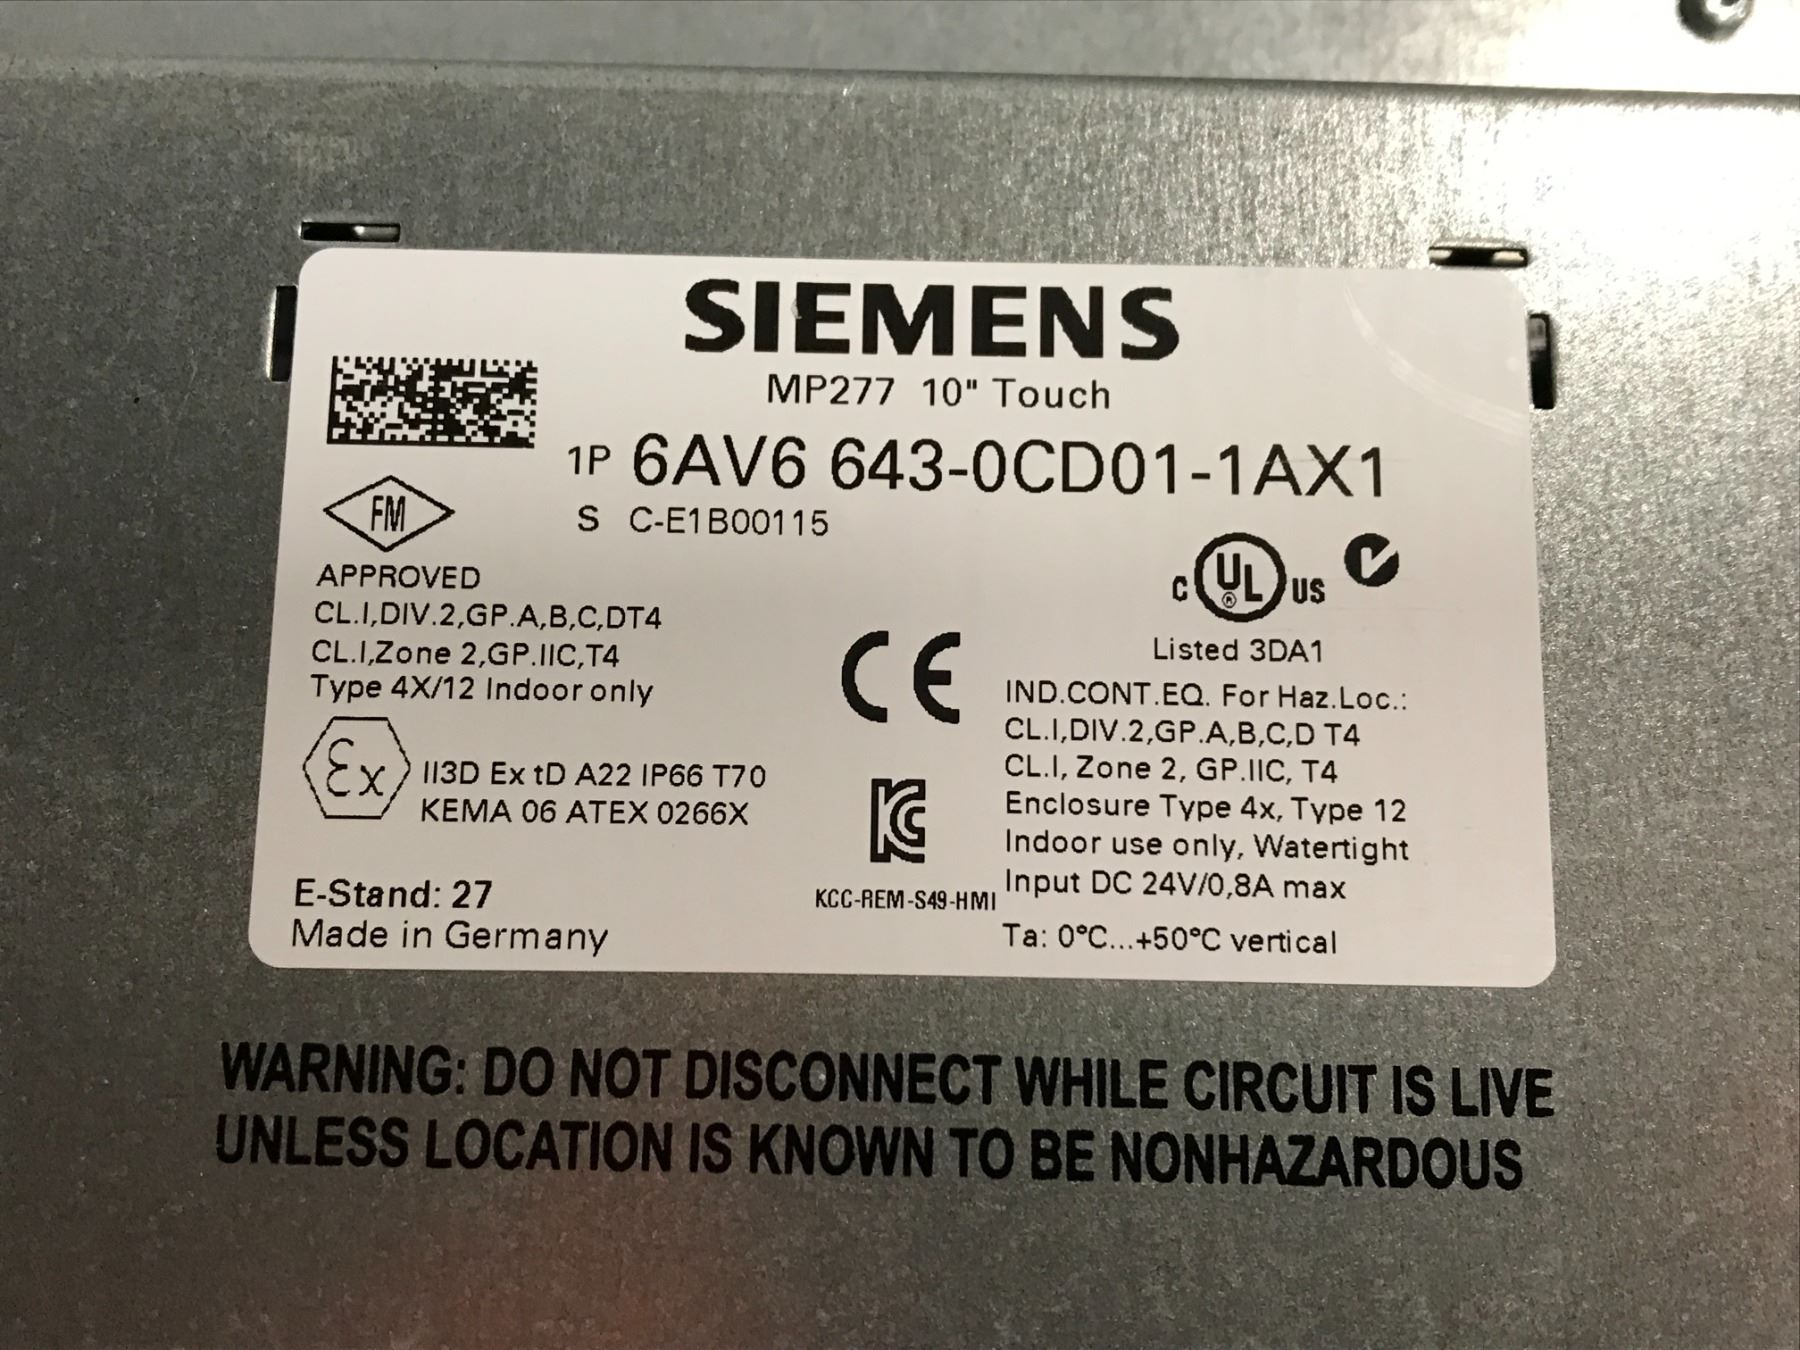 SIEMENS
MP277 10" Touch
1P 6AV6 643-0CD01-1AX1
S C-E1B00115
FM
APPROVED
CL.I,DIV.2,GP.A,B,C,DT4
CL.I,Zone 2,GP.IIC,T4
Type 4X/12 Indoor only
Ex II3D Ex tD A22 IP66 T70
KEMA 06 ATEX 0266X
E-Stand: 27
Made in Germany
CE
KC
KCC-REM-S49-HMI
C UL ® US
Listed 3DA1
IND.CONT.EQ. For Haz.Loc.:
CL.I,DIV.2,GP.A,B,C,D T4
CL.I, Zone 2, GP.IIC, T4
Enclosure Type 4x, Type 12
Indoor use only, Watertight
Input DC 24V/0,8A max
Ta: 0°C...+50°C vertical
WARNING: DO NOT DISCONNECT WHILE CIRCUIT IS LIVE
UNLESS LOCATION IS KNOWN TO BE NONHAZARDOUS